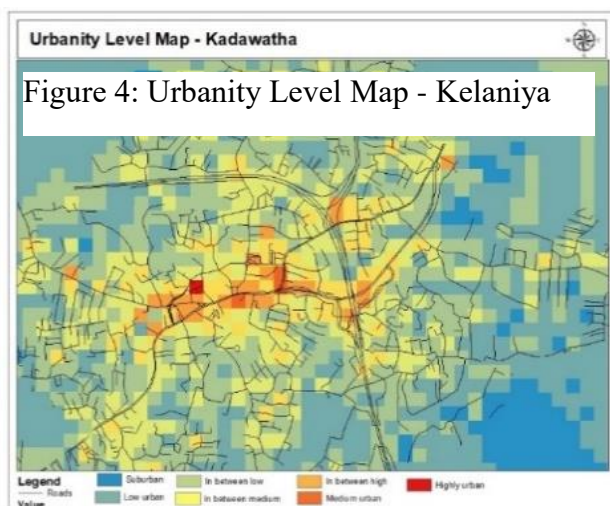 Urbanity Level Map - Kadawatha
Figure 4: Urbanity Level Map - Kelaniya
Legend
Roads
Value
Suburban
In between low
In between high
Highly urban
Low urban
In between medium
Medium urban